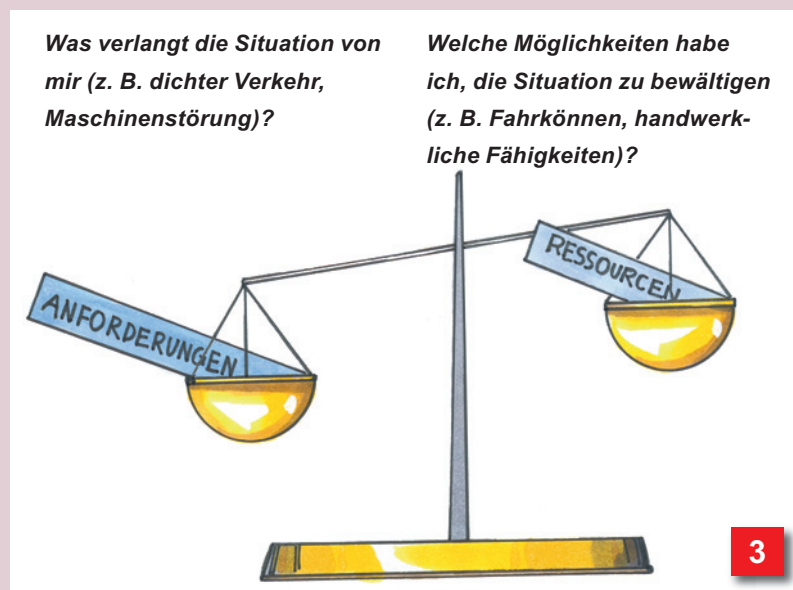 Was verlangt die Situation von
mir (z. B. dichter Verkehr,
Maschinenstörung)?
Welche Möglichkeiten habe
ich, die Situation zu bewältigen
(z. B. Fahrkönnen, handwerk-
liche Fähigkeiten)?
ANFORDERUNGEN
RESSOURCEN
3